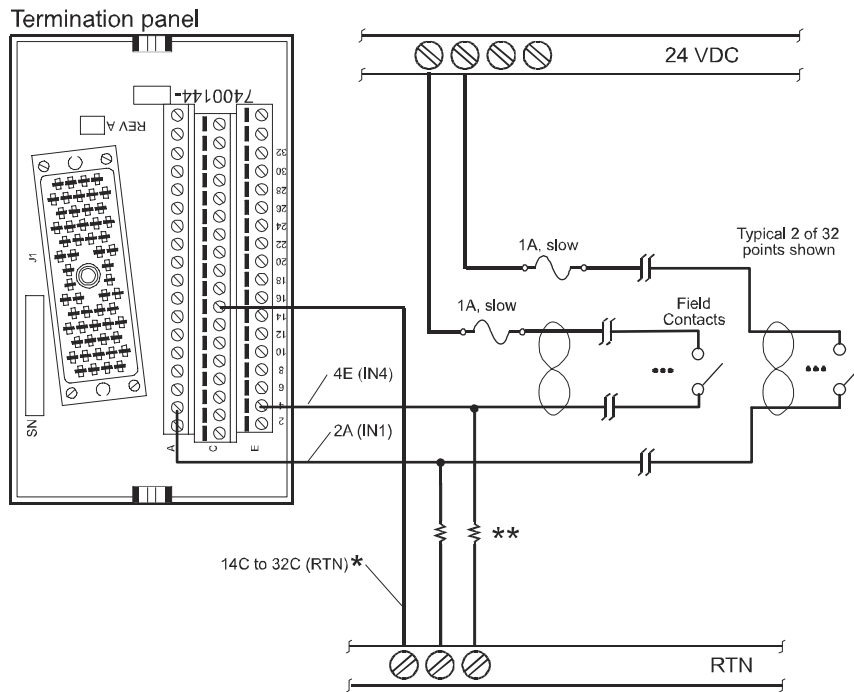 Termination panel
7400144-
REV A
J1
SN
32
30
28
26
24
22
20
18
16
14
12
10
8
6
4
2
A
C
E
24 VDC
1A, slow
Typical 2 of 32
points shown
1A, slow
Field
Contacts
4E (IN4)
2A (IN1)
**
14C to 32C (RTN) *
RTN